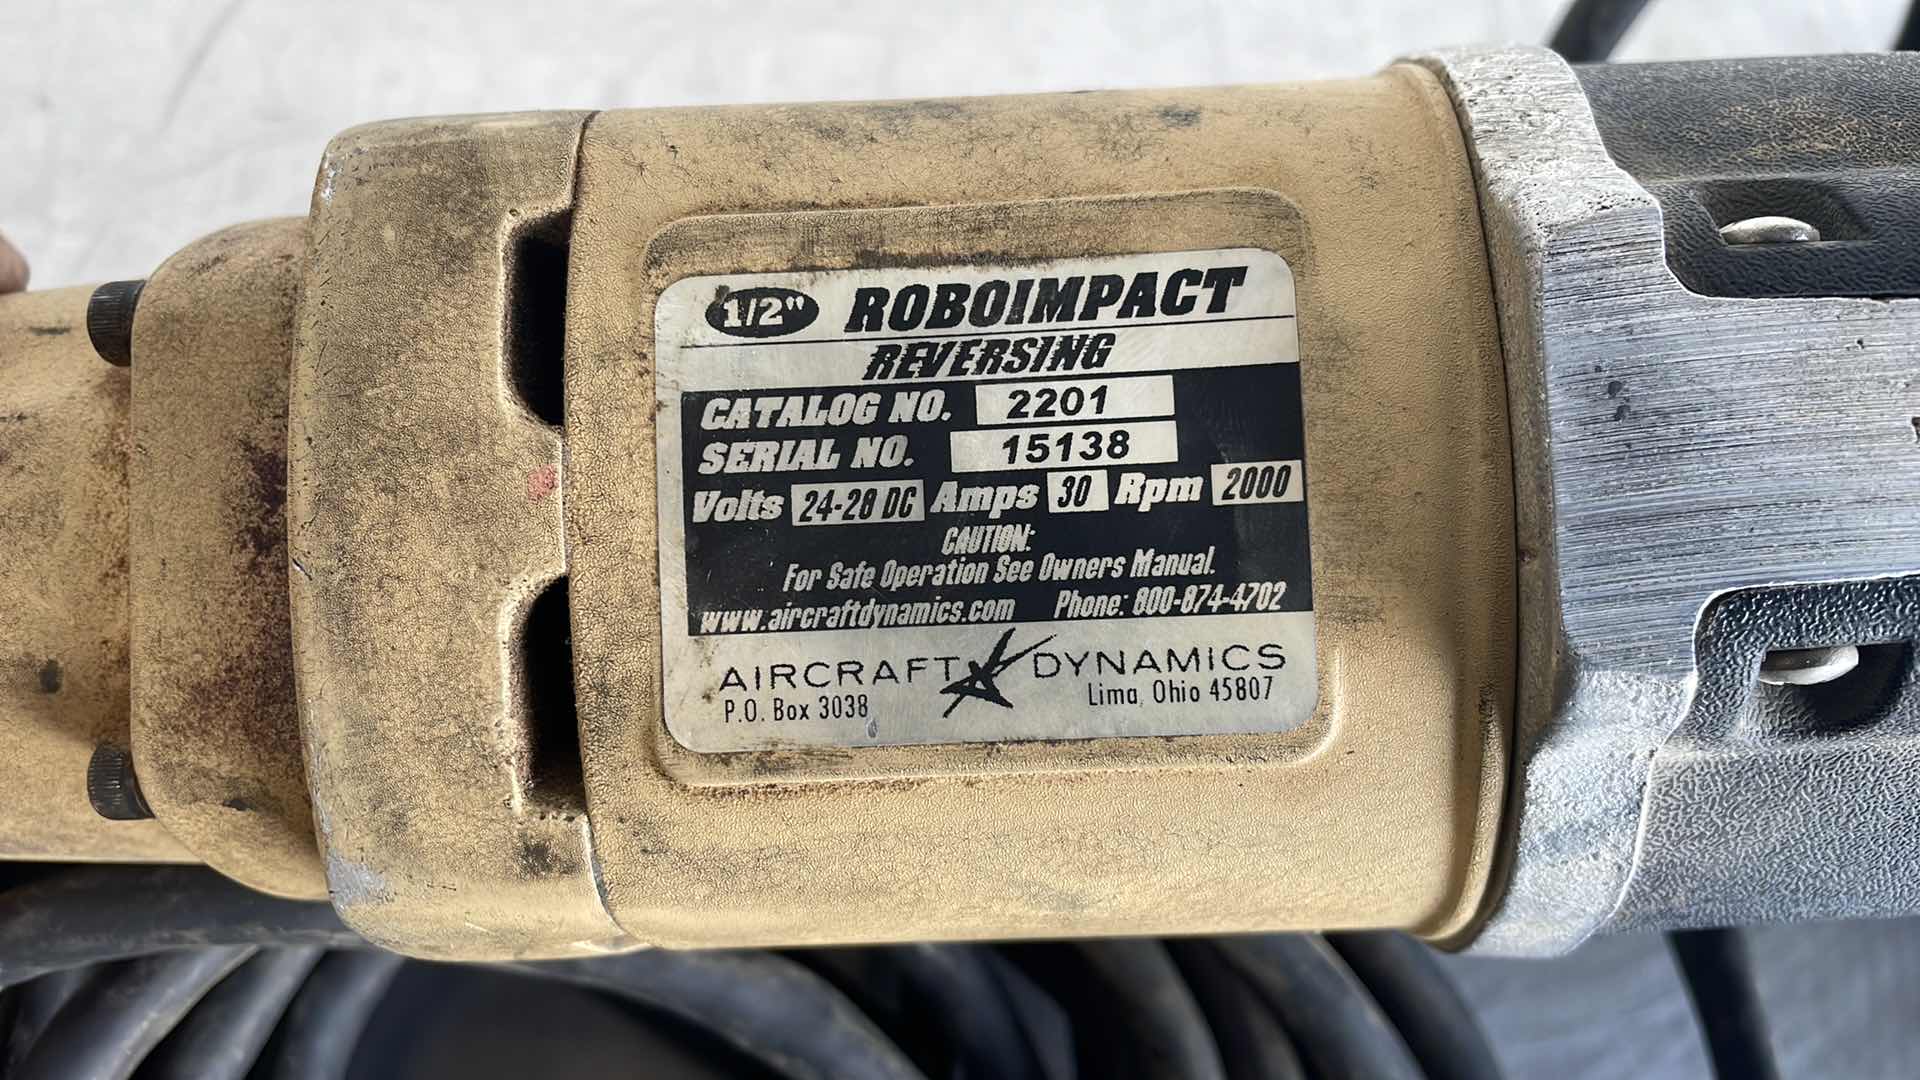 1/2" ROBOIMPACT
REVERSING
CATALOG NO. 2201
SERIAL NO. 15138
Volts 24-28 DC Amps 30 Rpm 2000
CAUTION:
For Safe Operation See Owners Manual.
www.aircraftdynamics.com Phone: 800-874-4702
AIRCRAFT DYNAMICS
P.O. Box 3038 Lima, Ohio 45807